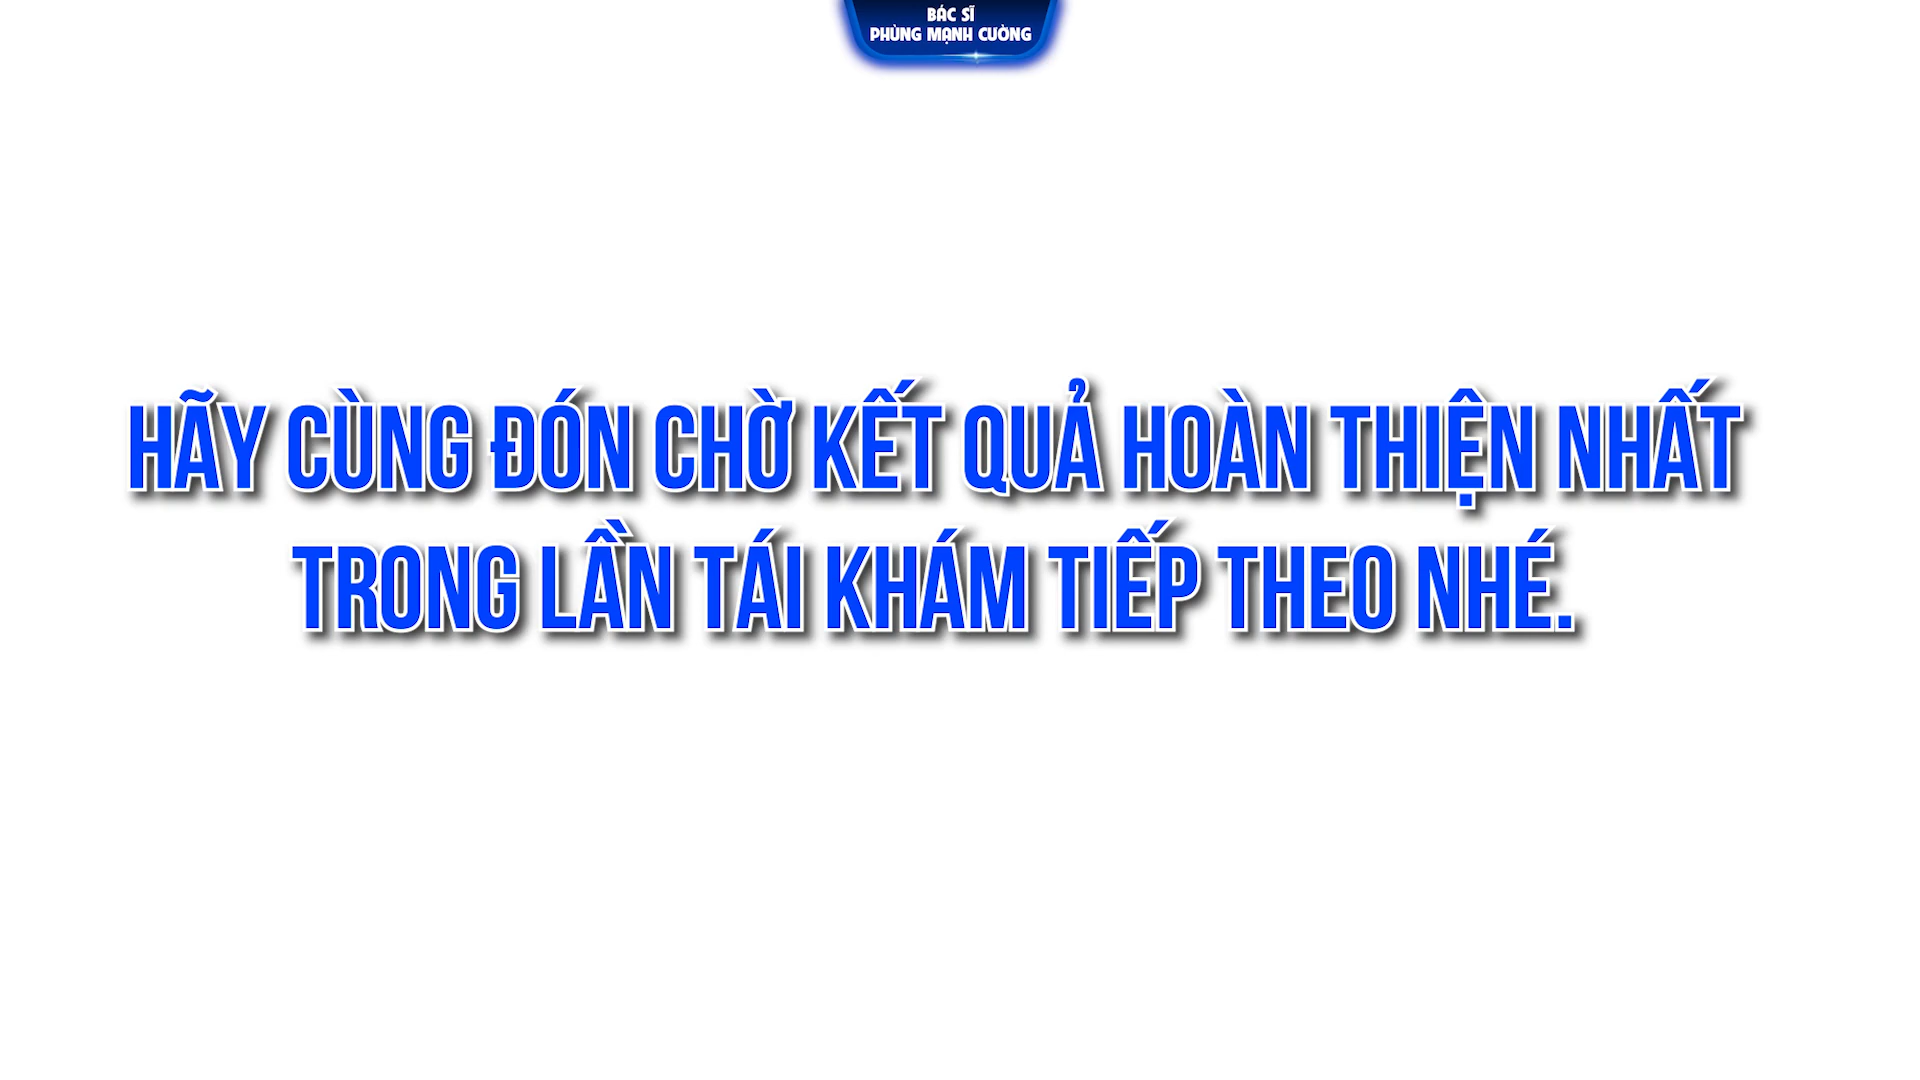 BÁC SĨ
PHÙNG MẠNH CƯỜNG
HÃY CÙNG ĐÓN CHỜ KẾT QUẢ HOÀN THIỆN NHẤT
TRONG LẦN TÁI KHÁM TIẾP THEO NHÉ.